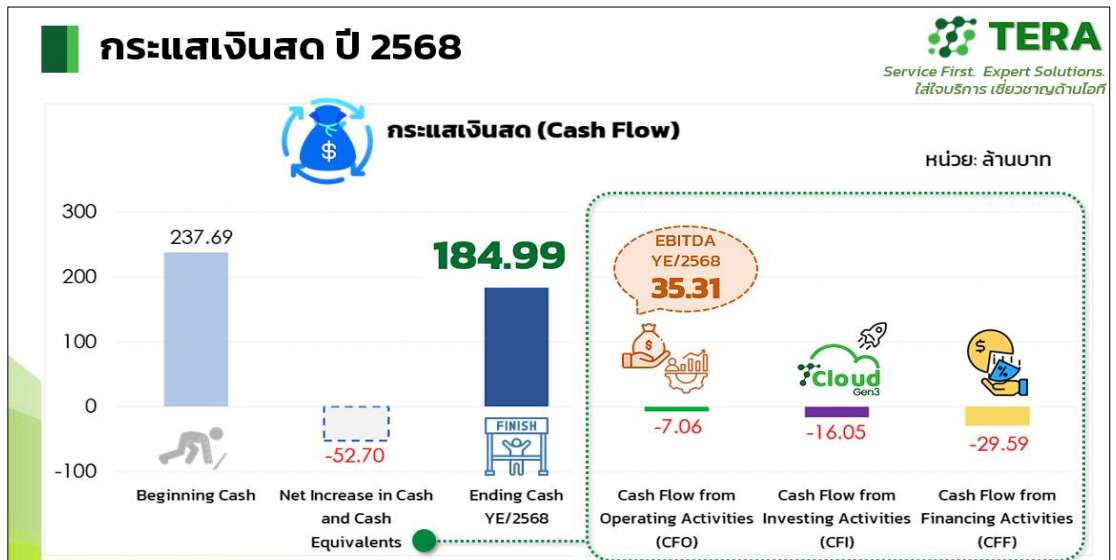 กระแสเงินสด ปี 2568
TERA
Service First. Expert Solutions.
ใส่ใจบริการ เชี่ยวชาญด้านไอที
กระแสเงินสด (Cash Flow)
$
หน่วย: ล้านบาท
300
200
100
0
-100
237.69
-52.70
184.99
FINISH
EBITDA
YE/2568
35.31
$
Cloud
Gen3
$
%
-7.06
-16.05
-29.59
Beginning Cash
Net Increase in Cash
and Cash
Equivalents
Ending Cash
YE/2568
Cash Flow from
Operating Activities
(CFO)
Cash Flow from
Investing Activities
(CFI)
Cash Flow from
Financing Activities
(CFF)